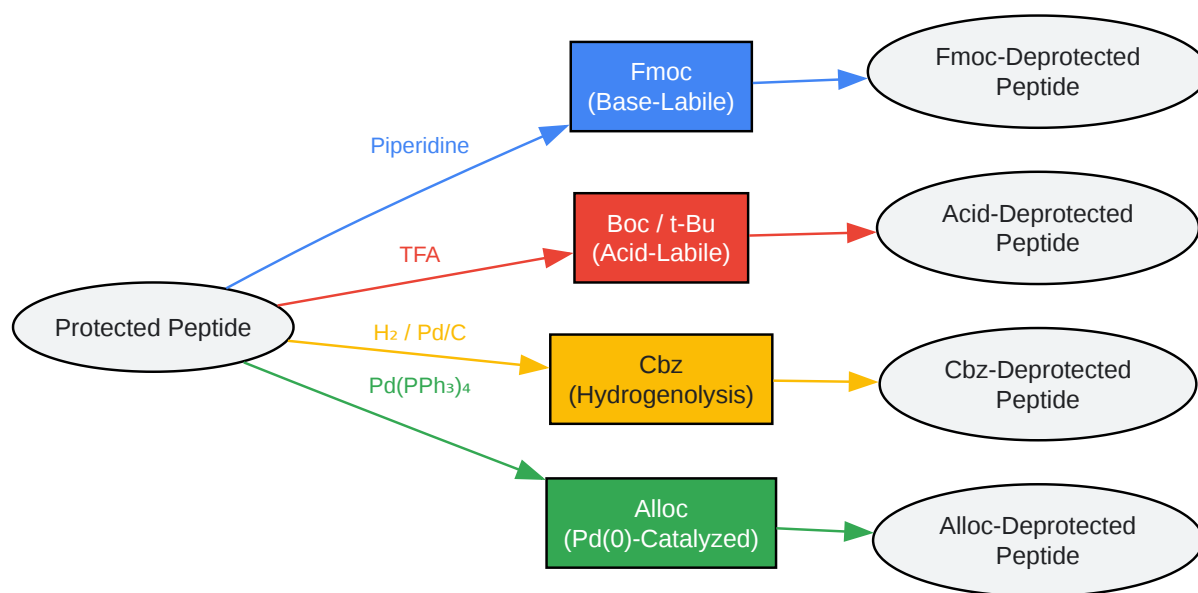 Fmoc-Deprotected
Peptide
Fmoc
(Base-Labile)
Piperidine
Acid-Deprotected
Peptide
Boc / t-Bu
(Acid-Labile)
TFA
Protected Peptide
H₂ / Pd/C
Cbz
(Hydrogenolysis)
Cbz-Deprotected
Peptide
Pd(PPh₃)₄
Alloc
(Pd(0)-Catalyzed)
Alloc-Deprotected
Peptide